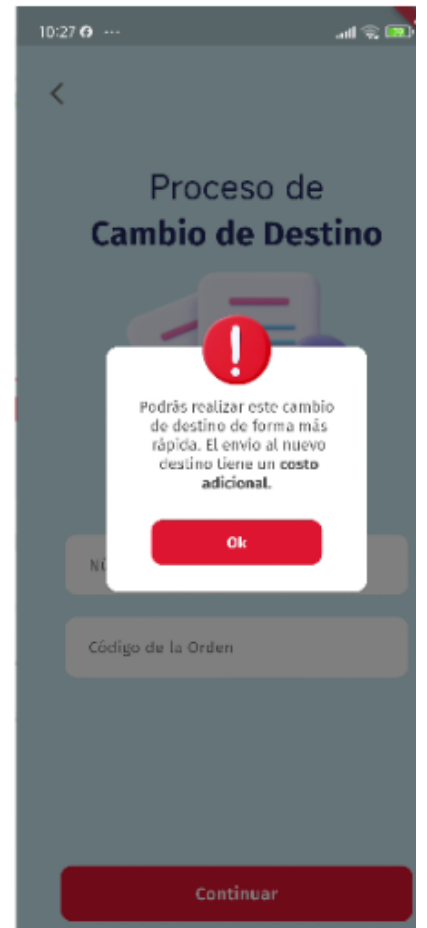 10:27
Proceso de
Cambio de Destino
Podrás realizar este cambio
de destino de forma más
rápida. El envío al nuevo
destino tiene un costo
adicional.
Ok
Código de la Orden
Continuar